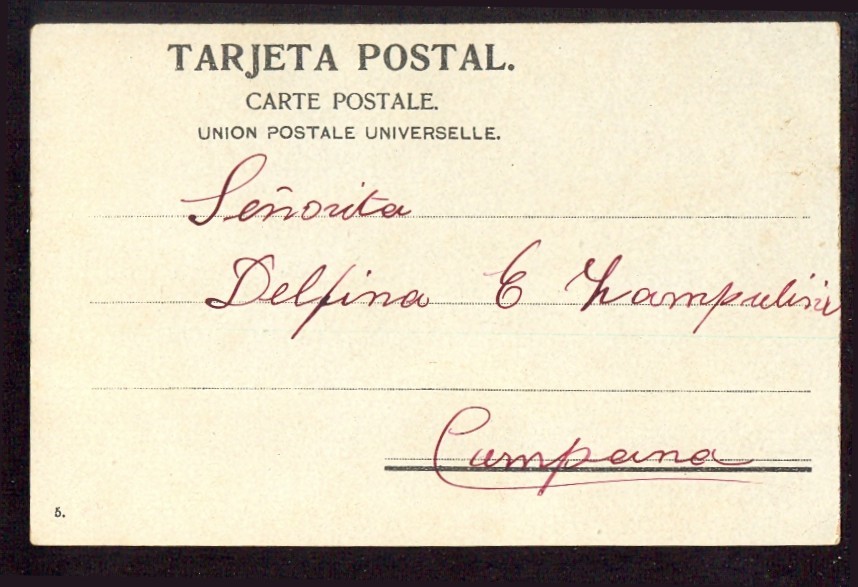 TARJETA POSTAL.
CARTE POSTALE.
UNION POSTALE UNIVERSELLE.
Señorita
Delfina E
Campana
5.